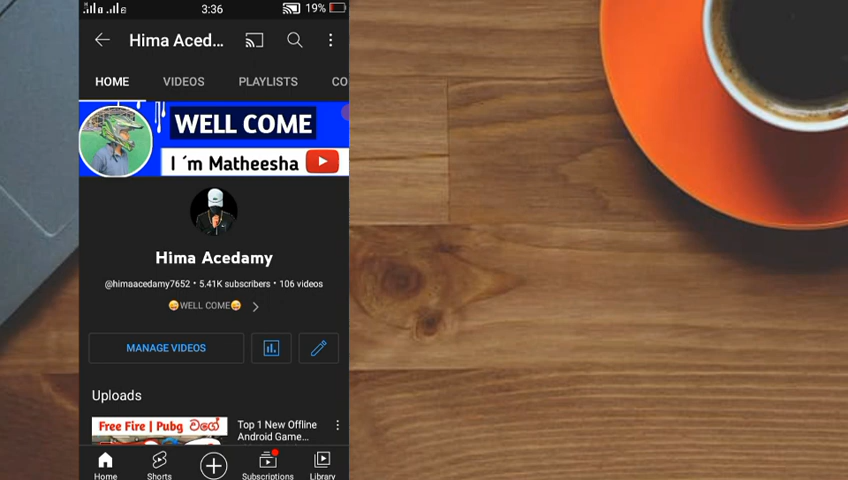 3:36 19%
Hima Aced...
HOME VIDEOS PLAYLISTS CO
WELL COME
I ´m Matheesha
Hima Acedamy
@himaacedamy7652 • 5.41K subscribers • 106 videos
😄WELL COME😄
MANAGE VIDEOS
Uploads
Free Fire | Pubg වගේ
Top 1 New Offline
Android Game...
Home Shorts Subscriptions Library